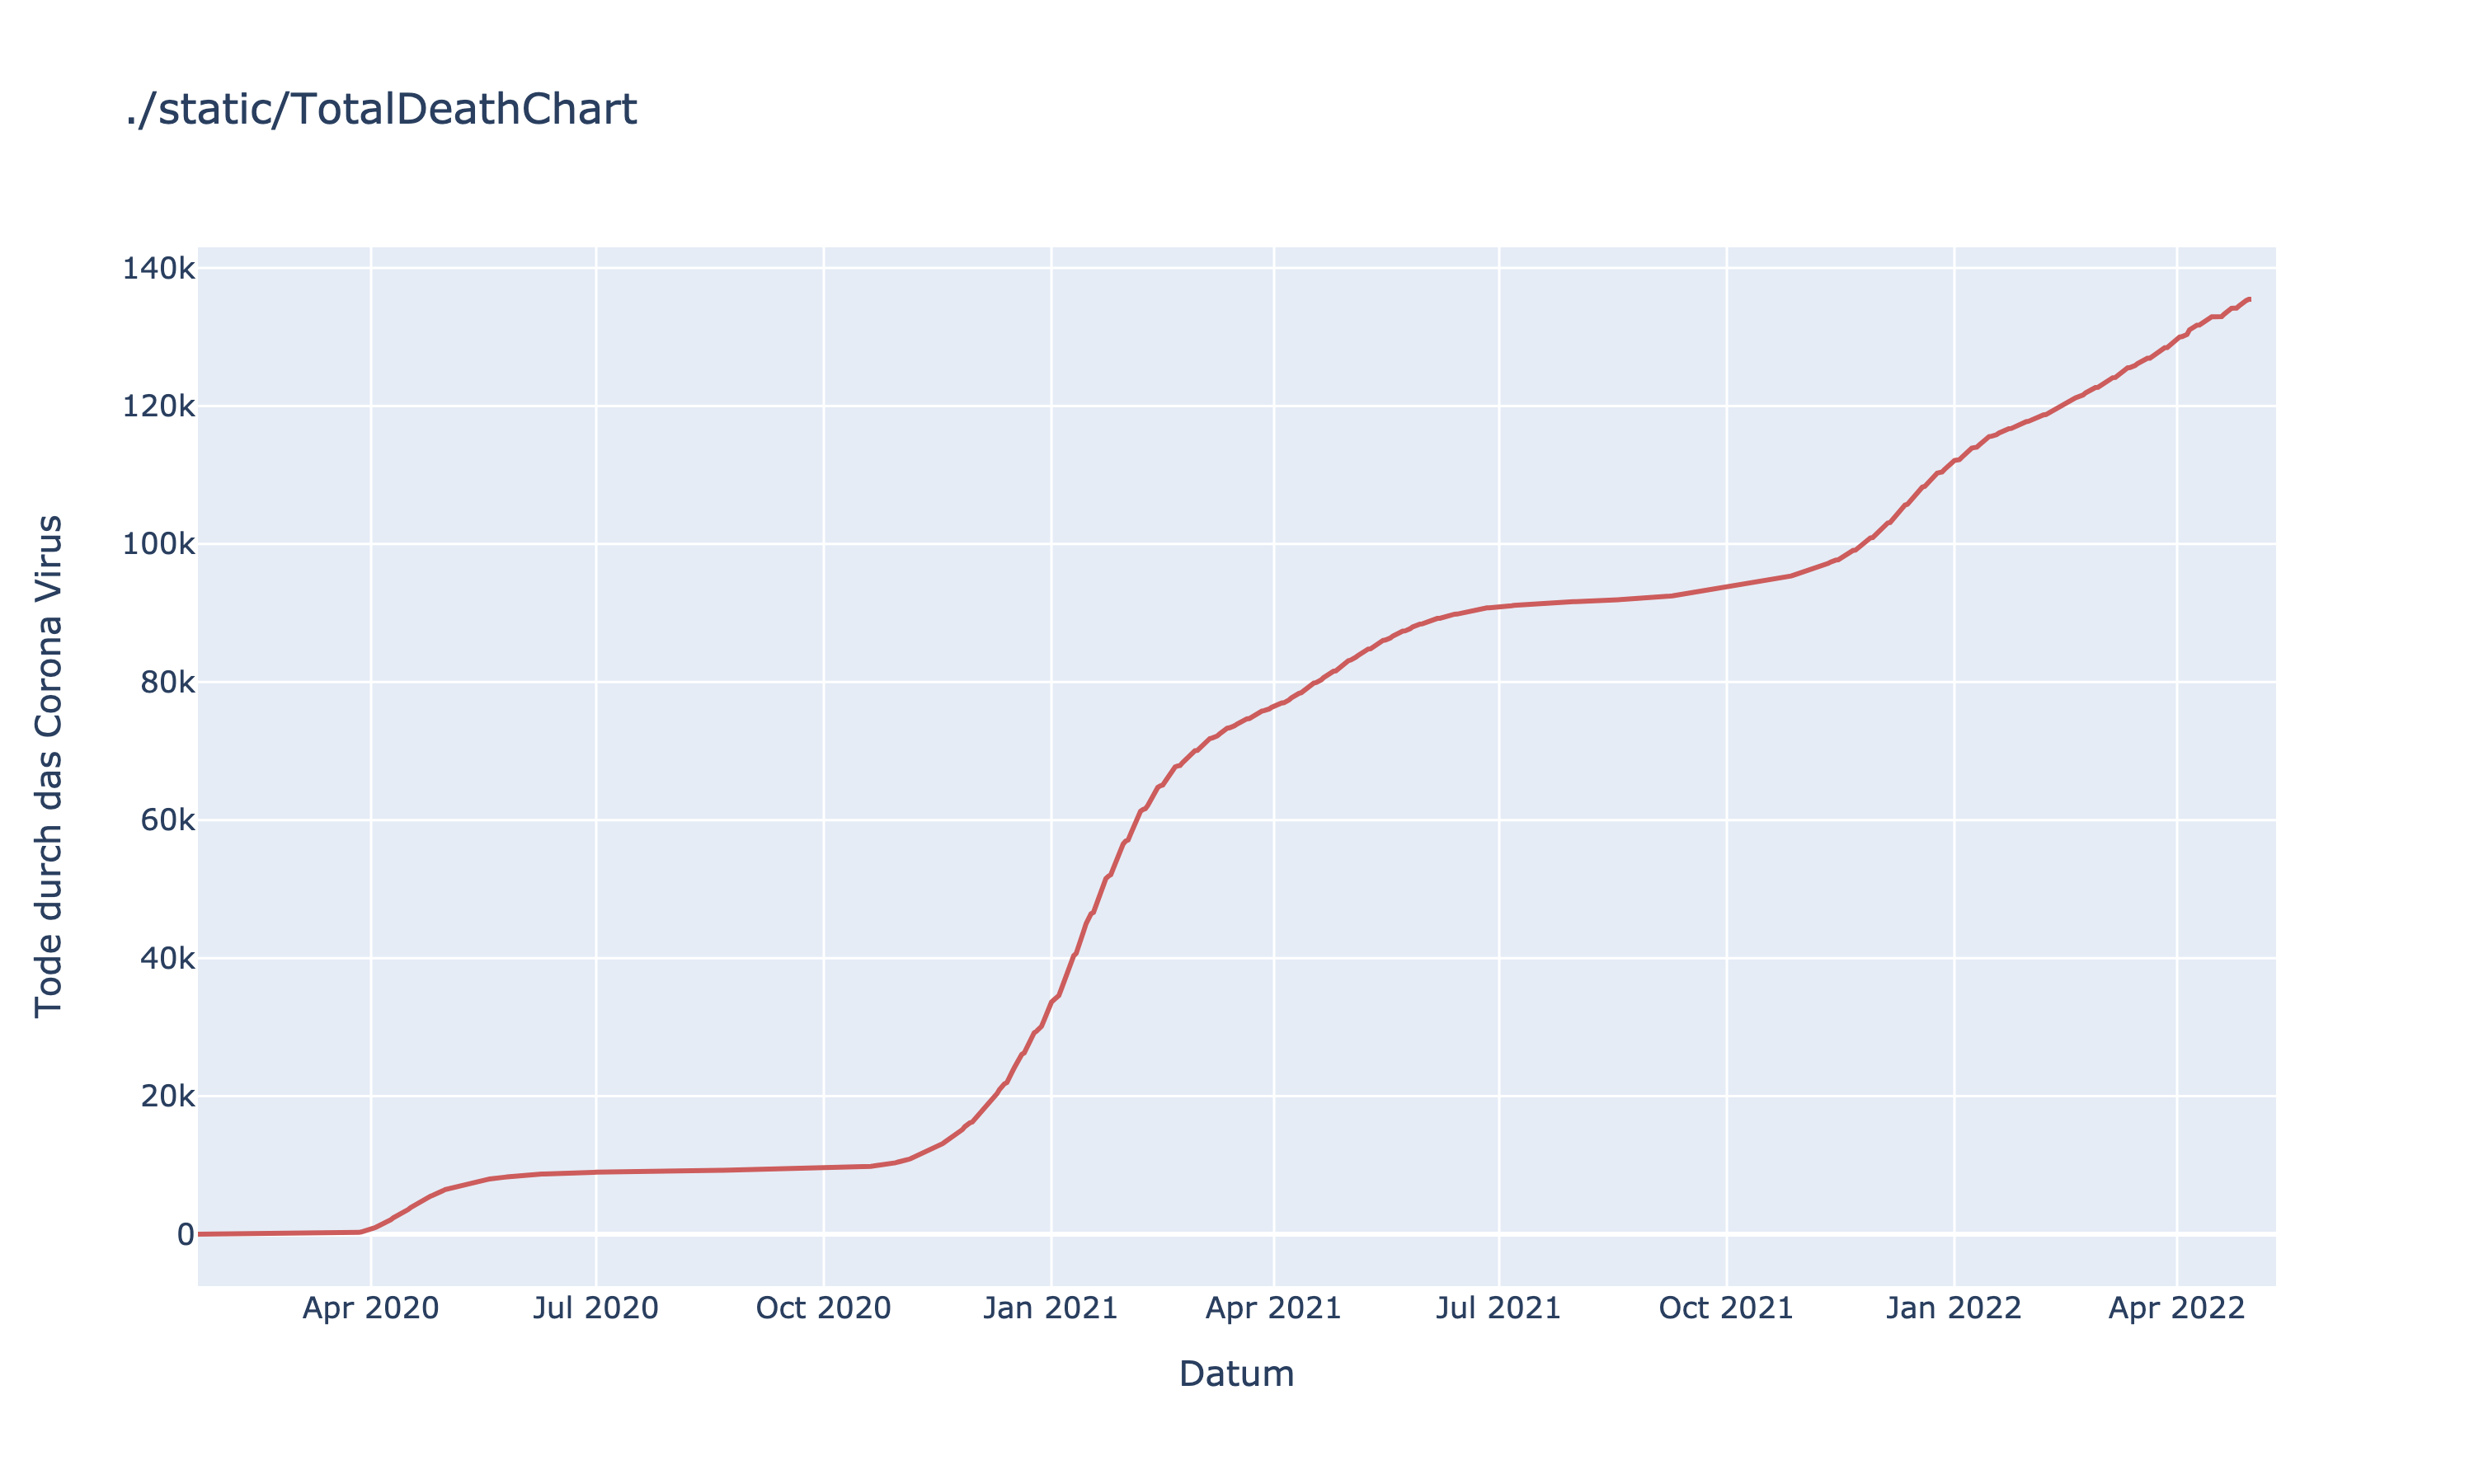 ./static/TotalDeathChart
Tode durch das Corona Virus
140k
120k
100k
80k
60k
40k
20k
0
Apr 2020 Jul 2020 Oct 2020 Jan 2021 Apr 2021 Jul 2021 Oct 2021 Jan 2022 Apr 2022
Datum